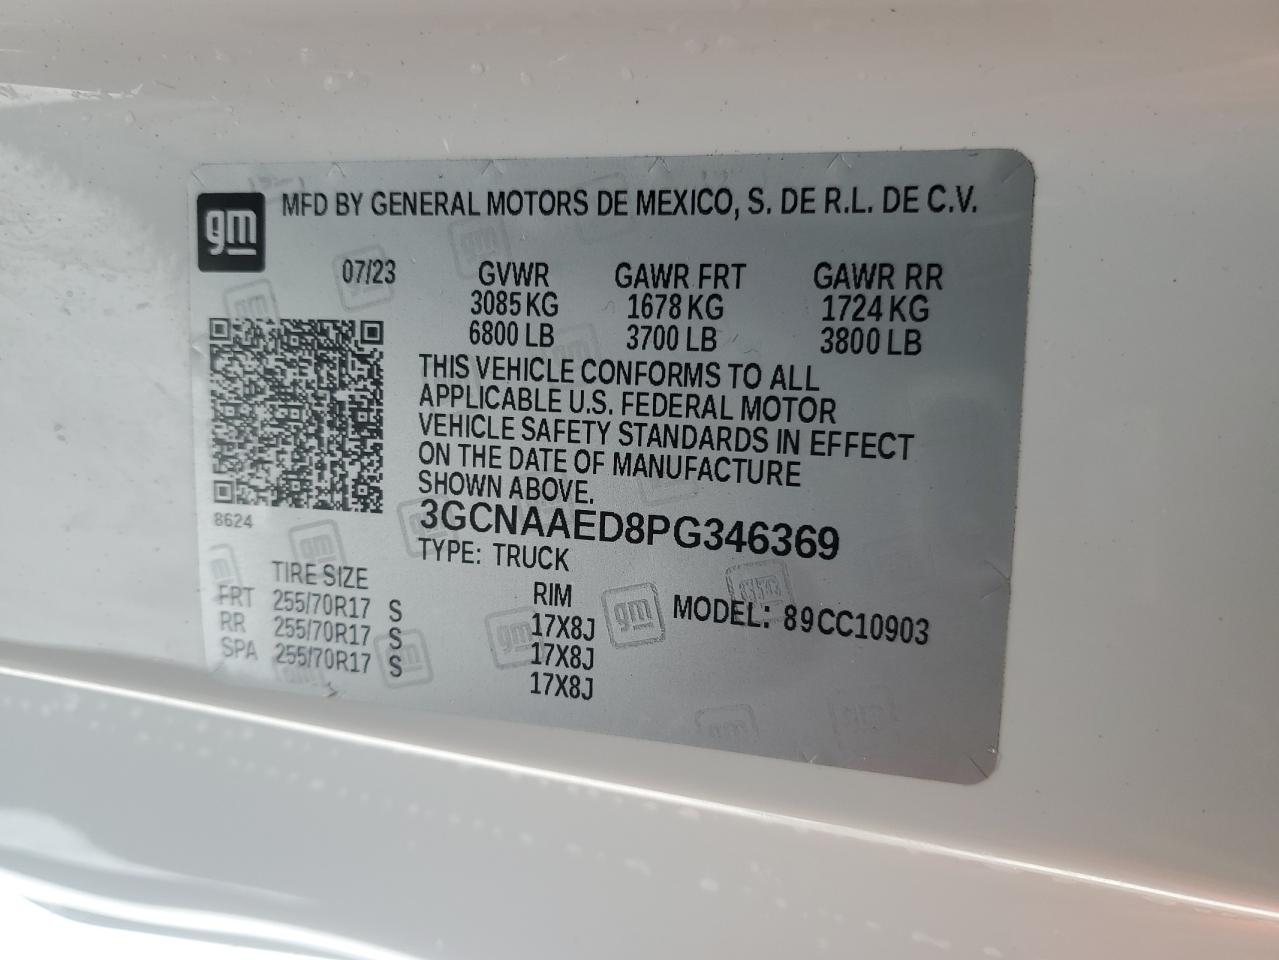 gm MFD BY GENERAL MOTORS DE MEXICO, S. DE R.L. DE C.V.
07/23 GVWR GAWR FRT GAWR RR
3085 KG 1678 KG 1724 KG
6800 LB 3700 LB 3800 LB
THIS VEHICLE CONFORMS TO ALL
APPLICABLE U.S. FEDERAL MOTOR
VEHICLE SAFETY STANDARDS IN EFFECT
ON THE DATE OF MANUFACTURE
SHOWN ABOVE.
8624
3GCNAAED8PG346369
TYPE: TRUCK
TIRE SIZE RIM
FRT 255/70R17 S 17X8J
RR 255/70R17 S 17X8J
SPA 255/70R17 S 17X8J
MODEL: 89CC10903